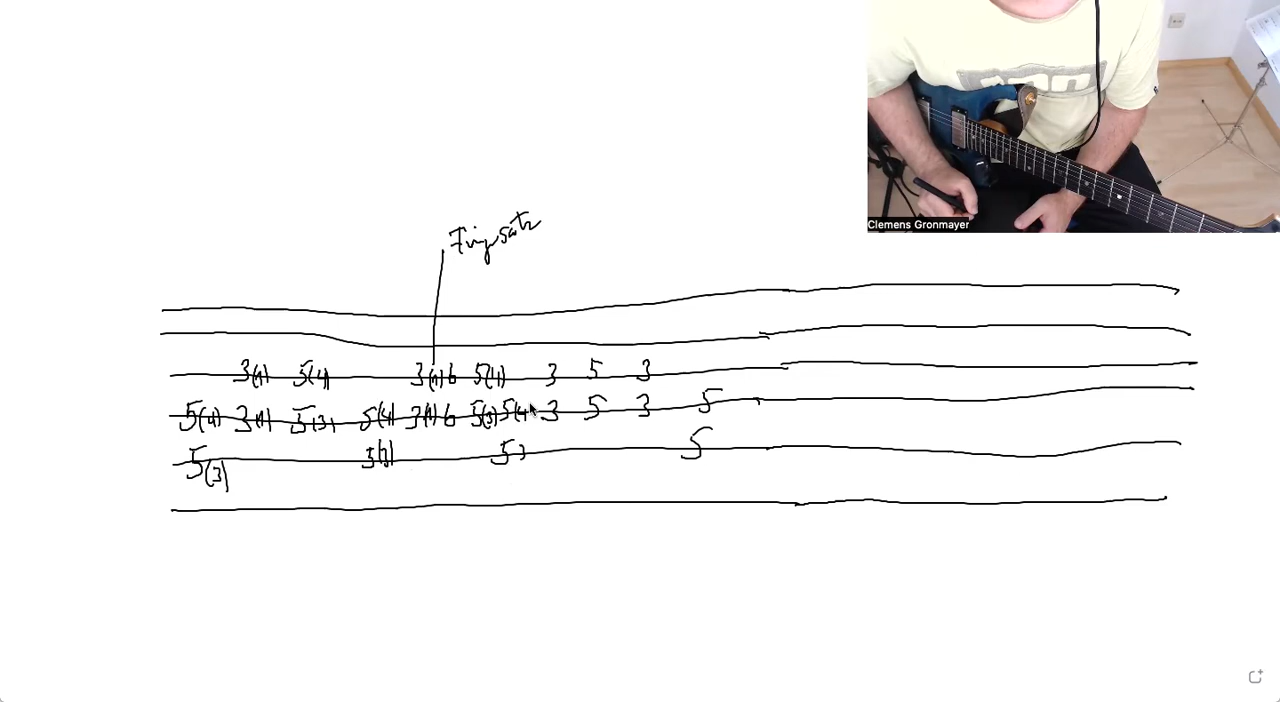 Fingersatz
3(1) 5(4) 3(1) 6 5(4) 3 5 3
5(4) 3(1) 5(3) 5(4) 3(1) 6 5(3) 5(4 3 5 3 5
5(3) 5(3) 5 3 5
Clemens Gronmayer